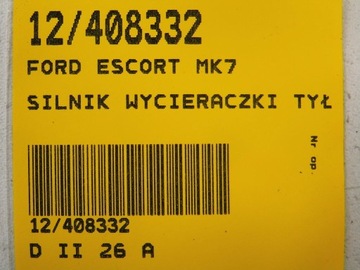 12/408332
FORD ESCORT MK7
SILNIK WYCIERACZKI TYŁ
Nr op.
12/408332
D II 26 A